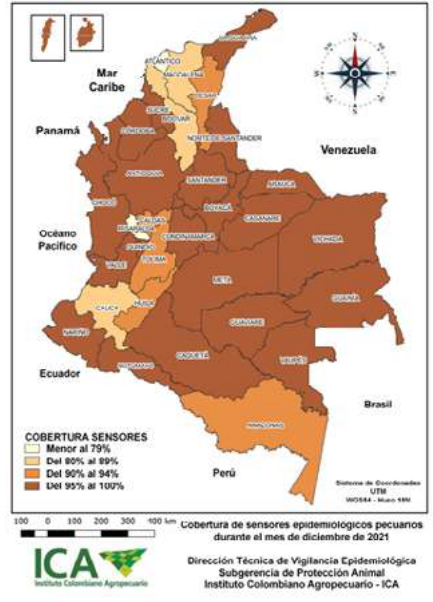 Mar
Caribe
Panamá
Venezuela
Océano
Pacífico
Ecuador
Brasil
Perú
ATLÁNTICO
MAGDALENA
CESAR
BOLÍVAR
SUCRE
CÓRDOBA
NORTE DE SANTANDER
ANTIOQUIA
SANTANDER
ARAUCA
CHOCÓ
BOYACÁ
CASANARE
CALDAS
RISARALDA
CUNDINAMARCA
VICHADA
QUINDÍO
TOLIMA
VALLE
META
GUAINÍA
CAUCA
HUILA
GUAVIARE
NARIÑO
CAQUETÁ
VAUPÉS
PUTUMAYO
AMAZONAS
COBERTURA SENSORES
Menor al 79%
Del 80% al 89%
Del 90% al 94%
Del 95% al 100%
Sistema de Coordenadas
UTM
WGS84 - Huso 18N
100 0 100 200 300 400 km
Cobertura de sensores epidemiológicos pecuarios
durante el mes de diciembre de 2021
Dirección Técnica de Vigilancia Epidemiológica
Subgerencia de Protección Animal
Instituto Colombiano Agropecuario - ICA
ICA
Instituto Colombiano Agropecuario